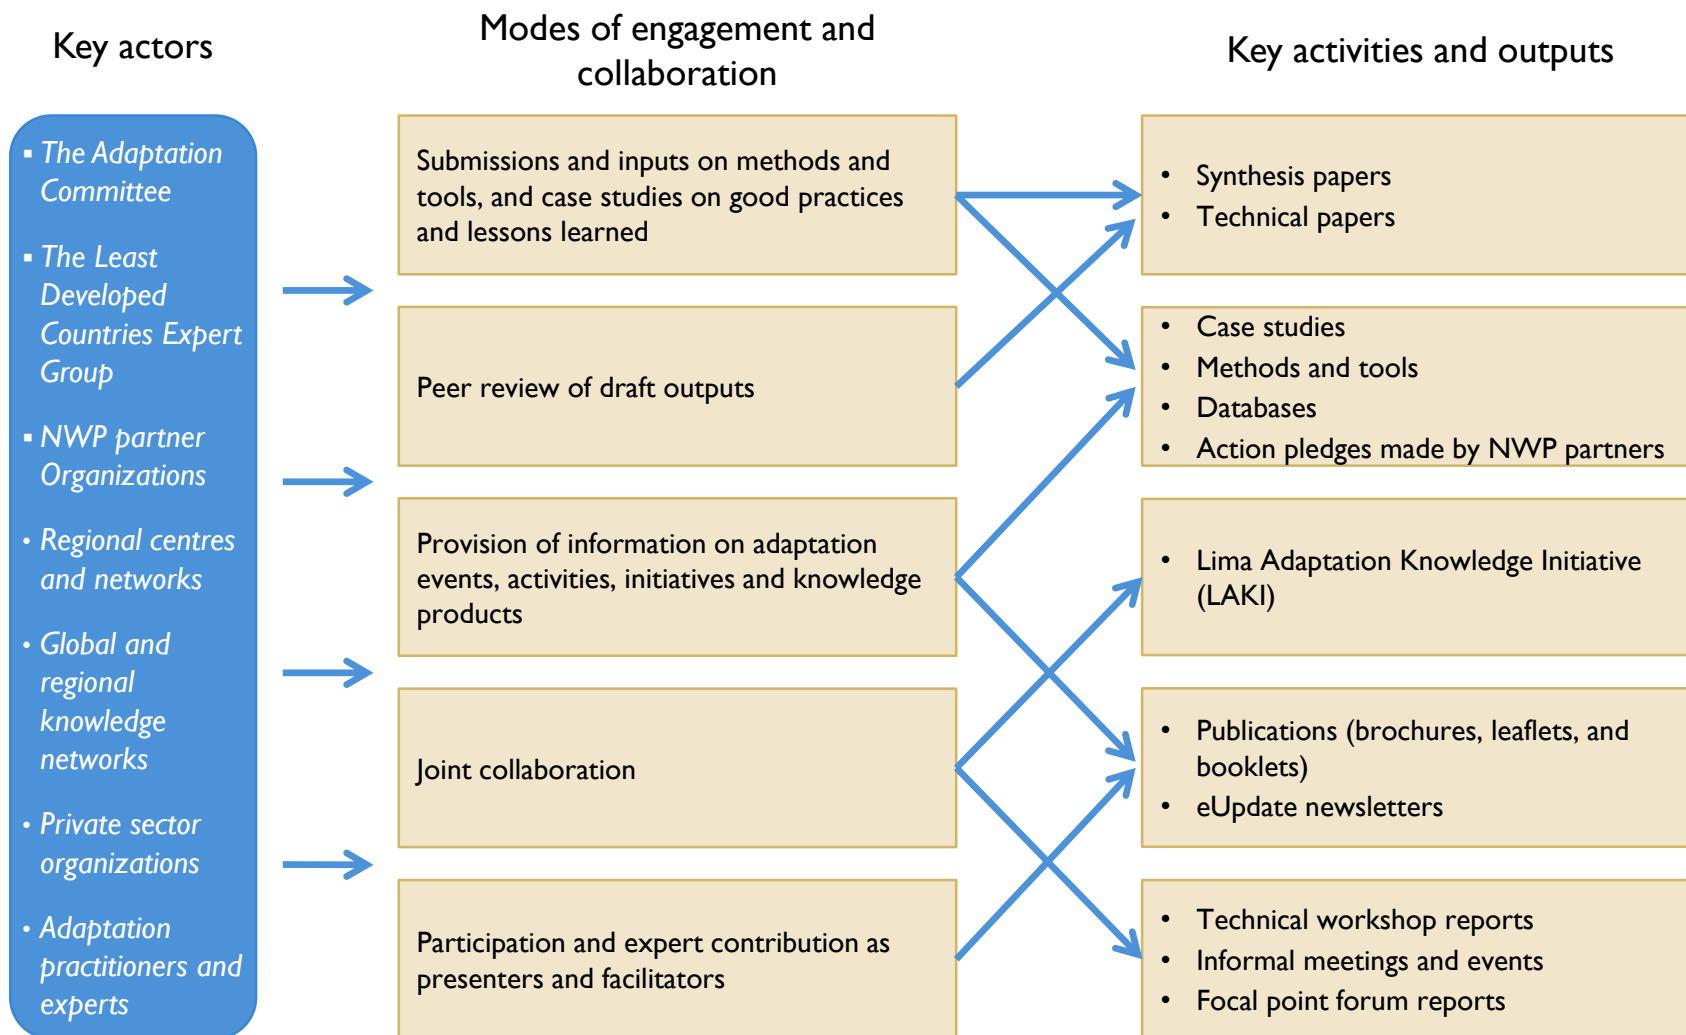 Key actors
Modes of engagement and
collaboration
Key activities and outputs
▪ The Adaptation
Committee
▪ The Least
Developed
Countries Expert
Group
▪ NWP partner
Organizations
• Regional centres
and networks
• Global and
regional
knowledge
networks
• Private sector
organizations
• Adaptation
practitioners and
experts
Submissions and inputs on methods and
tools, and case studies on good practices
and lessons learned
Peer review of draft outputs
Provision of information on adaptation
events, activities, initiatives and knowledge
products
Joint collaboration
Participation and expert contribution as
presenters and facilitators
• Synthesis papers
• Technical papers
• Case studies
• Methods and tools
• Databases
• Action pledges made by NWP partners
• Lima Adaptation Knowledge Initiative
(LAKI)
• Publications (brochures, leaflets, and
booklets)
• eUpdate newsletters
• Technical workshop reports
• Informal meetings and events
• Focal point forum reports